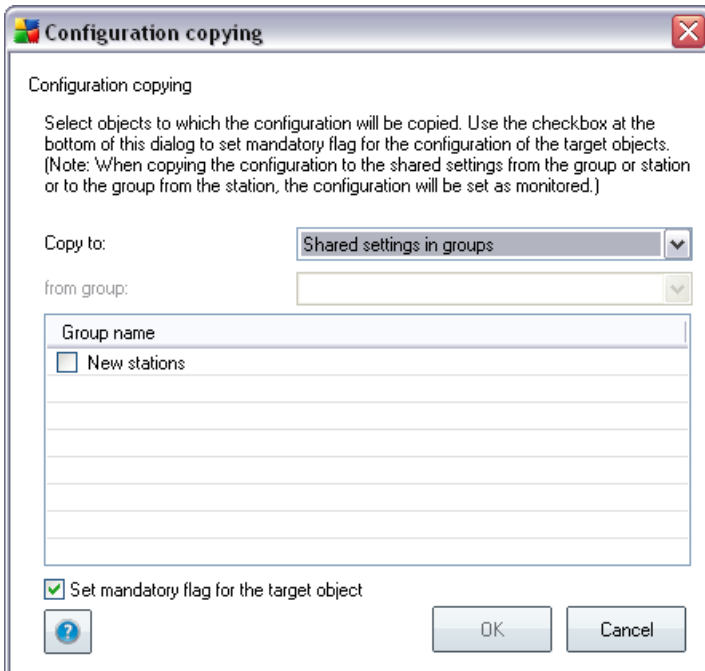 Configuration copying
Configuration copying
Select objects to which the configuration will be copied. Use the checkbox at the
bottom of this dialog to set mandatory flag for the configuration of the target objects.
(Note: When copying the configuration to the shared settings from the group or station
or to the group from the station, the configuration will be set as monitored.)
Copy to: Shared settings in groups
from group:
Group name
New stations
Set mandatory flag for the target object
? OK Cancel